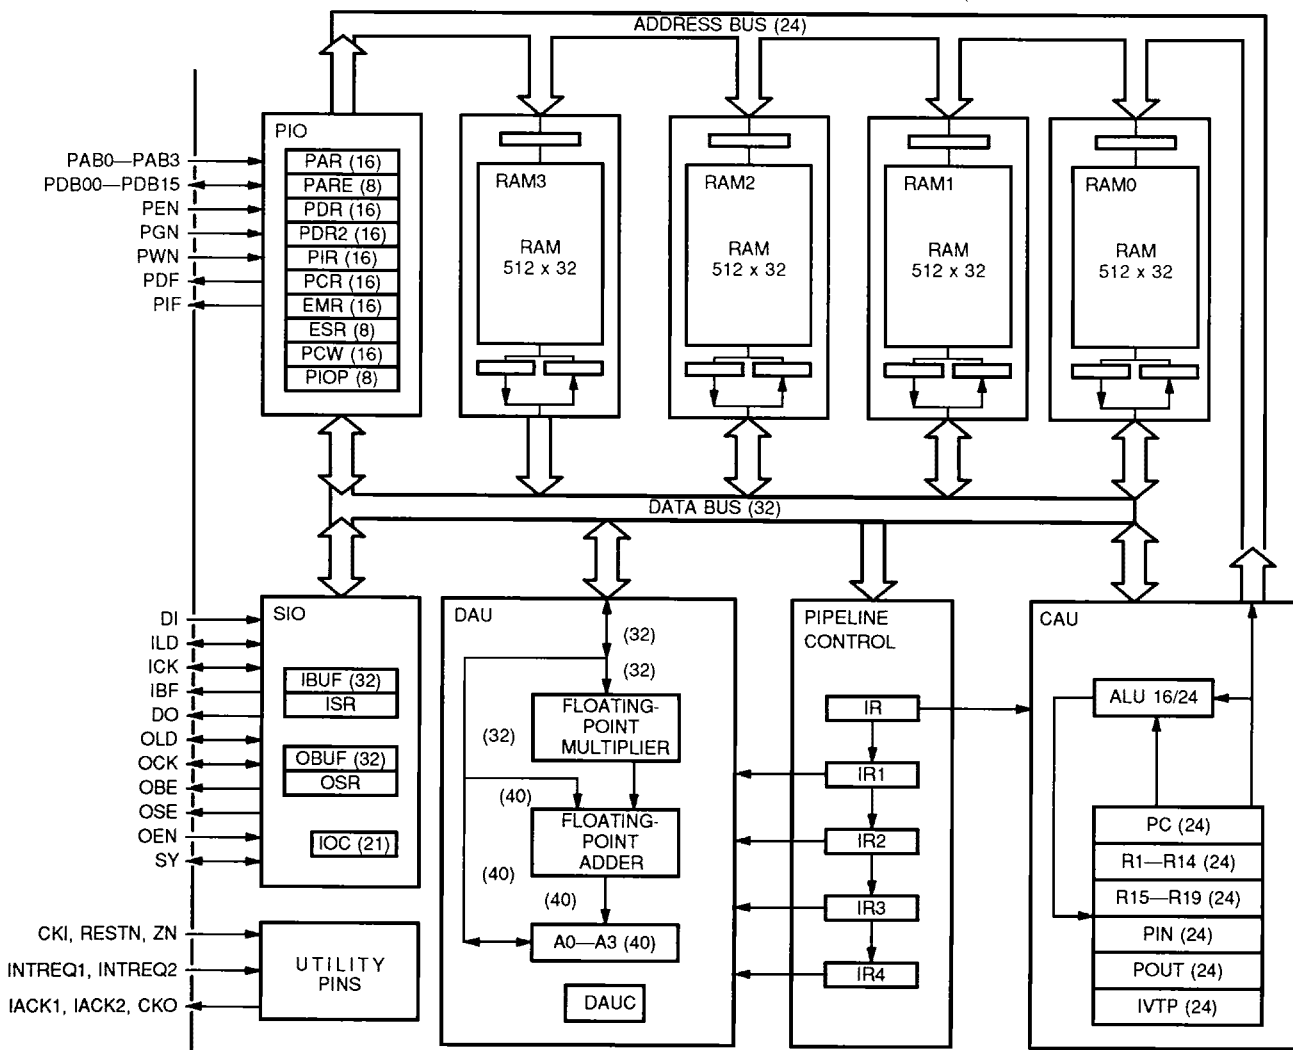 ADDRESS BUS (24)
PIO
PAR (16)
PARE (8)
PDR (16)
PDR2 (16)
PIR (16)
PCR (16)
EMR (16)
ESR (8)
PCW (16)
PIOP (8)
PAB0—PAB3
PDB00—PDB15
PEN
PGN
PWN
PDF
PIF
RAM3
RAM
512 x 32
RAM2
RAM
512 x 32
RAM1
RAM
512 x 32
RAM0
RAM
512 x 32
DATA BUS (32)
DI
ILD
ICK
IBF
DO
OLD
OCK
OBE
OSE
OEN
SY
SIO
IBUF (32)
ISR
OBUF (32)
OSR
IOC (21)
CKI, RESTN, ZN
INTREQ1, INTREQ2
IACK1, IACK2, CKO
UTILITY
PINS
DAU
(32)
(32)
FLOATING-
POINT
MULTIPLIER
(32)
(40)
FLOATING-
POINT
ADDER
(40)
(40)
A0—A3 (40)
DAUC
PIPELINE
CONTROL
IR
IR1
IR2
IR3
IR4
CAU
ALU 16/24
PC (24)
R1—R14 (24)
R15—R19 (24)
PIN (24)
POUT (24)
IVTP (24)